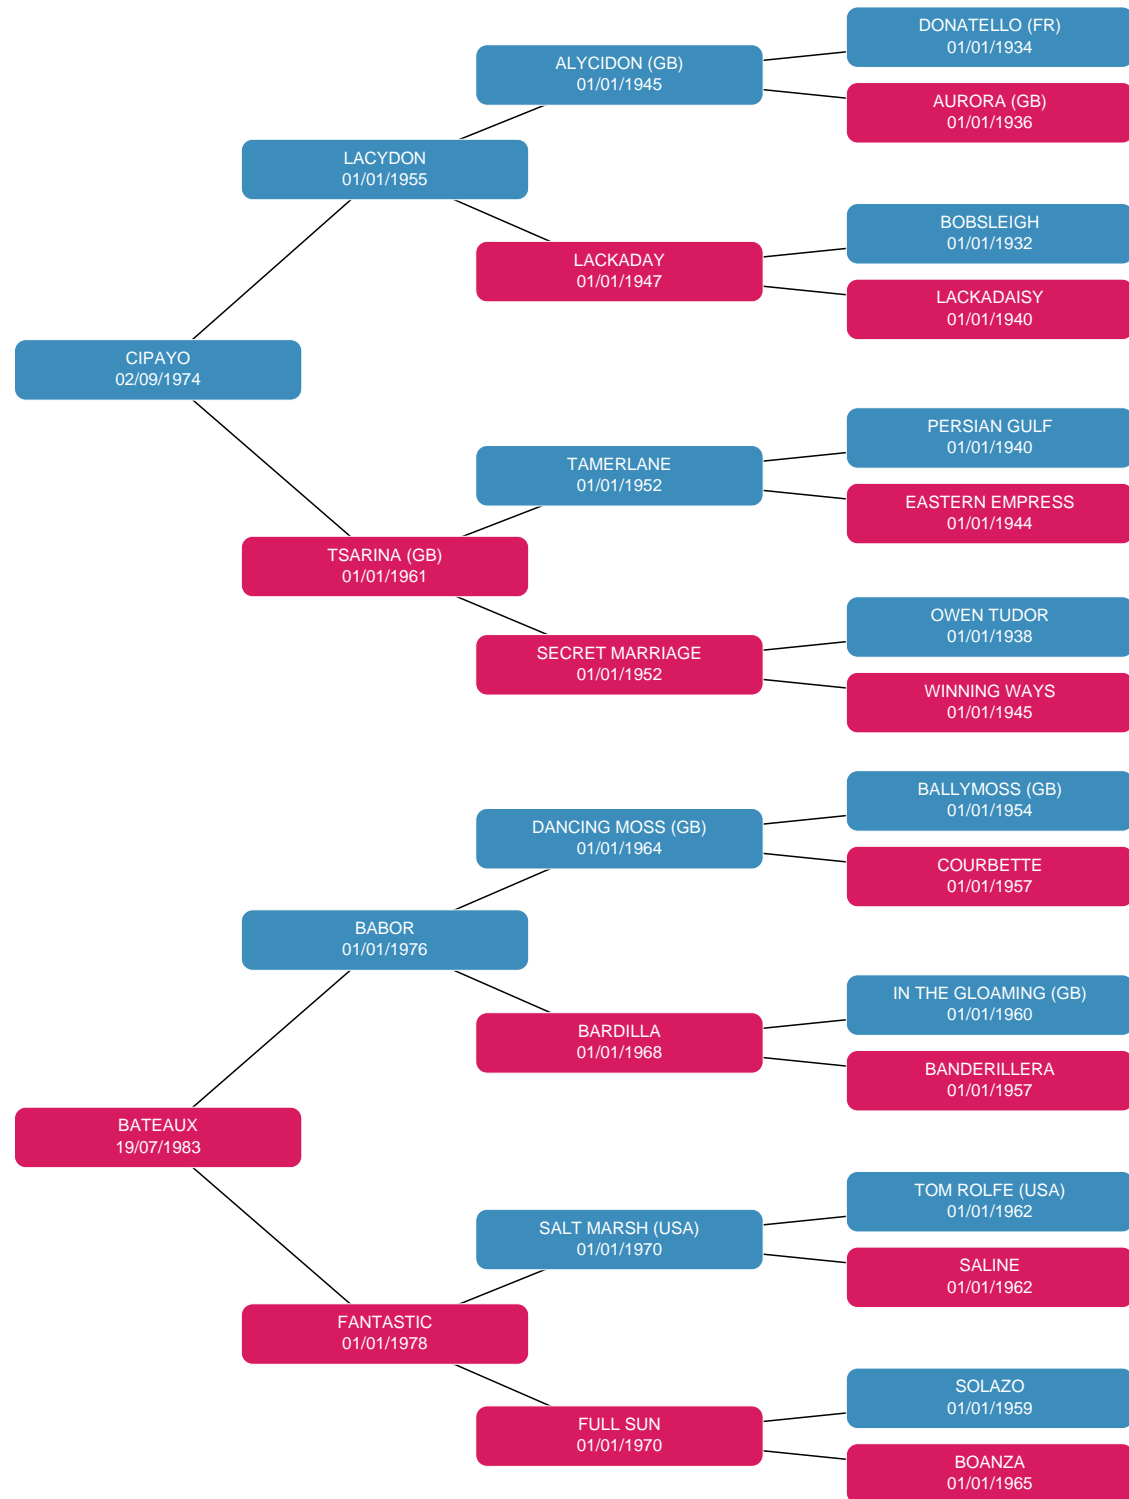 DONATELLO (FR)
01/01/1934
ALYCIDON (GB)
01/01/1945
AURORA (GB)
01/01/1936
LACYDON
01/01/1955
BOBSLEIGH
01/01/1932
LACKADAY
01/01/1947
LACKADAISY
01/01/1940
CIPAYO
02/09/1974
PERSIAN GULF
01/01/1940
TAMERLANE
01/01/1952
EASTERN EMPRESS
01/01/1944
TSARINA (GB)
01/01/1961
OWEN TUDOR
01/01/1938
SECRET MARRIAGE
01/01/1952
WINNING WAYS
01/01/1945
BALLYMOSS (GB)
01/01/1954
DANCING MOSS (GB)
01/01/1964
COURBETTE
01/01/1957
BABOR
01/01/1976
IN THE GLOAMING (GB)
01/01/1960
BARDILLA
01/01/1968
BANDERILLERA
01/01/1957
BATEAUX
19/07/1983
TOM ROLFE (USA)
01/01/1962
SALT MARSH (USA)
01/01/1970
SALINE
01/01/1962
FANTASTIC
01/01/1978
SOLAZO
01/01/1959
FULL SUN
01/01/1970
BOANZA
01/01/1965